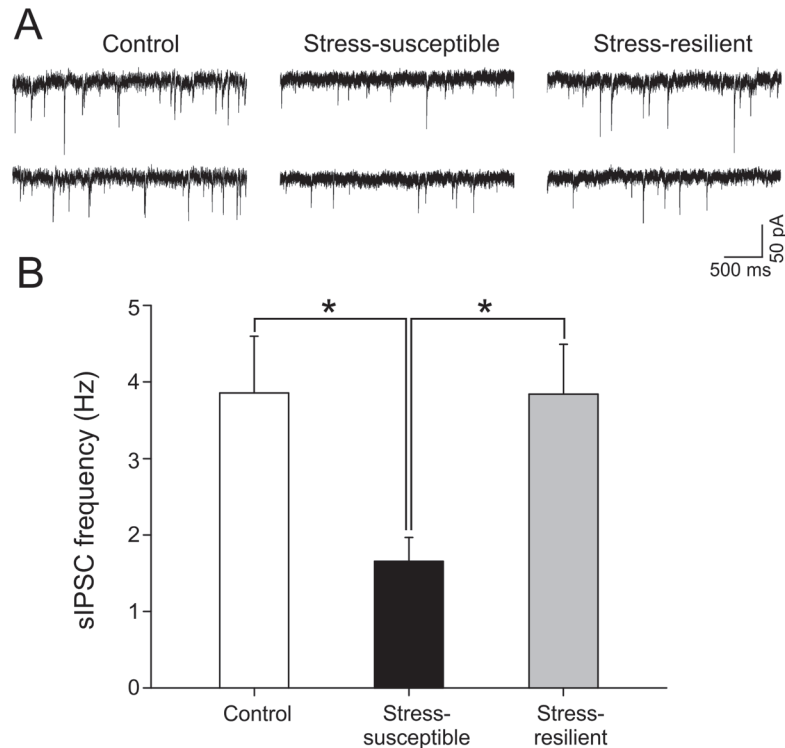 A
Control
Stress-susceptible
Stress-resilient
50 pA
500 ms
B
sIPSC frequency (Hz)
5
4
3
2
1
0
*
*
Control
Stress-
susceptible
Stress-
resilient